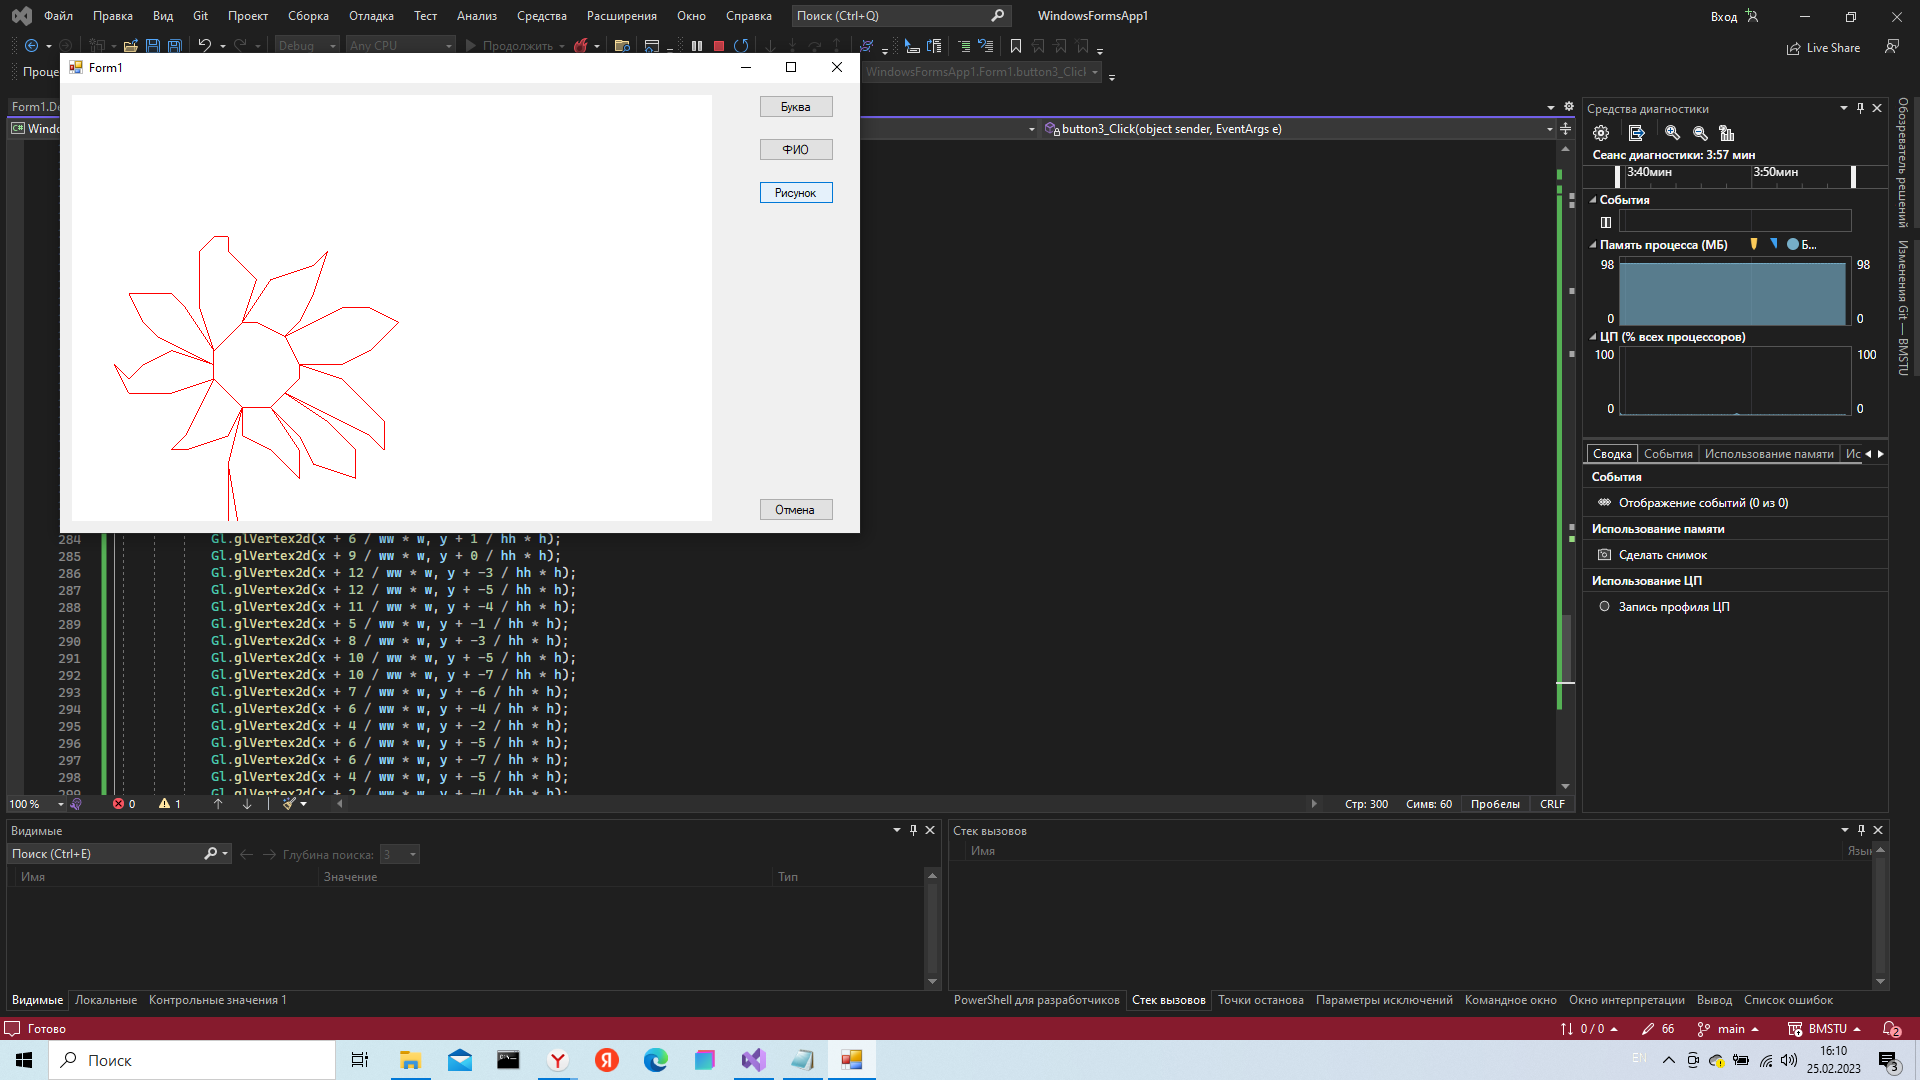 Файл Правка Вид Git Проект Сборка Отладка Тест Анализ Средства Расширения Окно Справка Поиск (Ctrl+Q) WindowsFormsApp1 Вход
Debug Any CPU Продолжить Live Share
Проце WindowsFormsApp1.Form1.button3_Click
Form1
Буква
ФИО
Рисунок
Отмена
Form1.De
Windo button3_Click(object sender, EventArgs e)
284 Gl.glVertex2d(x + 6 / ww * w, y + 1 / hh * h);
285 Gl.glVertex2d(x + 9 / ww * w, y + 0 / hh * h);
286 Gl.glVertex2d(x + 12 / ww * w, y + -3 / hh * h);
287 Gl.glVertex2d(x + 12 / ww * w, y + -5 / hh * h);
288 Gl.glVertex2d(x + 11 / ww * w, y + -4 / hh * h);
289 Gl.glVertex2d(x + 5 / ww * w, y + -1 / hh * h);
290 Gl.glVertex2d(x + 8 / ww * w, y + -3 / hh * h);
291 Gl.glVertex2d(x + 10 / ww * w, y + -5 / hh * h);
292 Gl.glVertex2d(x + 10 / ww * w, y + -7 / hh * h);
293 Gl.glVertex2d(x + 7 / ww * w, y + -6 / hh * h);
294 Gl.glVertex2d(x + 6 / ww * w, y + -4 / hh * h);
295 Gl.glVertex2d(x + 4 / ww * w, y + -2 / hh * h);
296 Gl.glVertex2d(x + 6 / ww * w, y + -5 / hh * h);
297 Gl.glVertex2d(x + 6 / ww * w, y + -7 / hh * h);
298 Gl.glVertex2d(x + 4 / ww * w, y + -5 / hh * h);
299 Gl.glVertex2d(x + 2 / ww * w, y + -4 / hh * h);
100 % 0 1 Стр: 300 Симв: 60 Пробелы CRLF
Средства диагностики
Сеанс диагностики: 3:57 мин
3:40мин 3:50мин
События
Память процесса (МБ) Б...
98 98
0 0
ЦП (% всех процессоров)
100 100
0 0
Сводка События Использование памяти Ис
События
Отображение событий (0 из 0)
Использование памяти
Сделать снимок
Использование ЦП
Запись профиля ЦП
Обозреватель решений
Изменения Git — BMSTU
Видимые
Поиск (Ctrl+E) Глубина поиска: 3
Имя Значение Тип
Видимые Локальные Контрольные значения 1
Стек вызовов
Имя Язык
PowerShell для разработчиков Стек вызовов Точки останова Параметры исключений Командное окно Окно интерпретации Вывод Список ошибок
Готово 0 / 0 66 main BMSTU 2
Поиск EN 16:10
25.02.2023 3